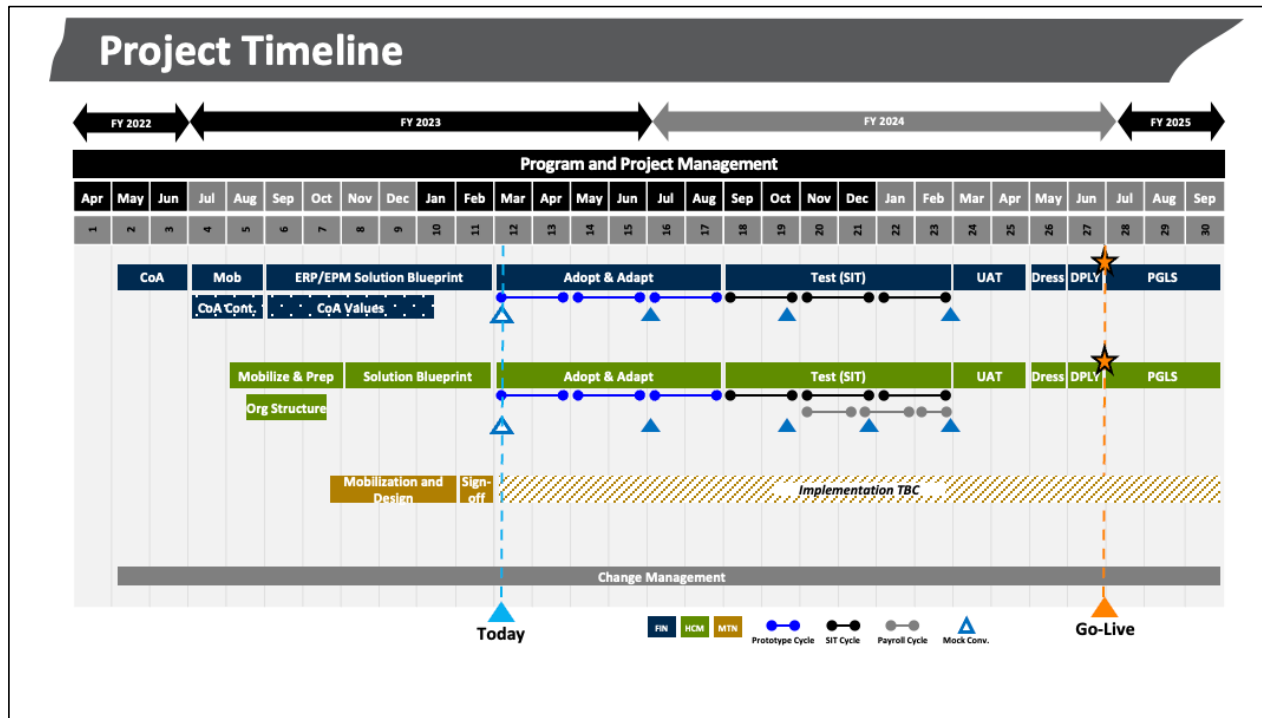 Project Timeline
FY 2022 FY 2023 FY 2024 FY 2025
Program and Project Management
Apr May Jun Jul Aug Sep Oct Nov Dec Jan Feb Mar Apr May Jun Jul Aug Sep Oct Nov Dec Jan Feb Mar Apr May Jun Jul Aug Sep
1 2 3 4 5 6 7 8 9 10 11 12 13 14 15 16 17 18 19 20 21 22 23 24 25 26 27 28 29 30
CoA Mob ERP/EPM Solution Blueprint Adopt & Adapt Test (SIT) UAT Dress DPLY PGLS
CoA Cont. CoA Values
Mobilize & Prep Solution Blueprint Adopt & Adapt Test (SIT) UAT Dress DPLY PGLS
Org Structure
Mobilization and Design Sign-off Implementation TBC
Change Management
Today FIN HCM MTN Prototype Cycle SIT Cycle Payroll Cycle Mock Conv. Go-Live